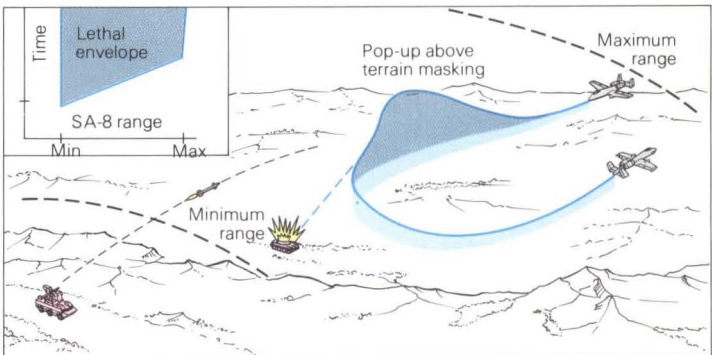 Time
Lethal
envelope
SA-8 range
Min
Max
Pop-up above
terrain masking
Maximum
range
Minimum
range